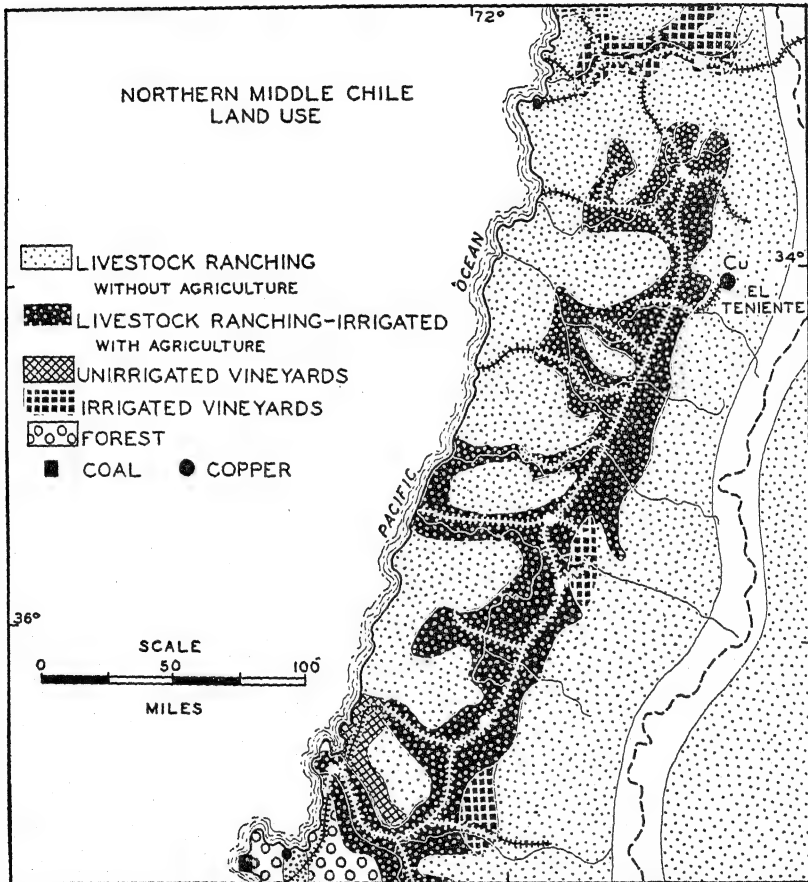 72°
NORTHERN MIDDLE CHILE
LAND USE
LIVESTOCK RANCHING
WITHOUT AGRICULTURE
LIVESTOCK RANCHING-IRRIGATED
WITH AGRICULTURE
UNIRRIGATED VINEYARDS
IRRIGATED VINEYARDS
FOREST
COAL COPPER
PACIFIC OCEAN
34°
Cu
EL
TENIENTE
36°
SCALE
0 50 100
MILES